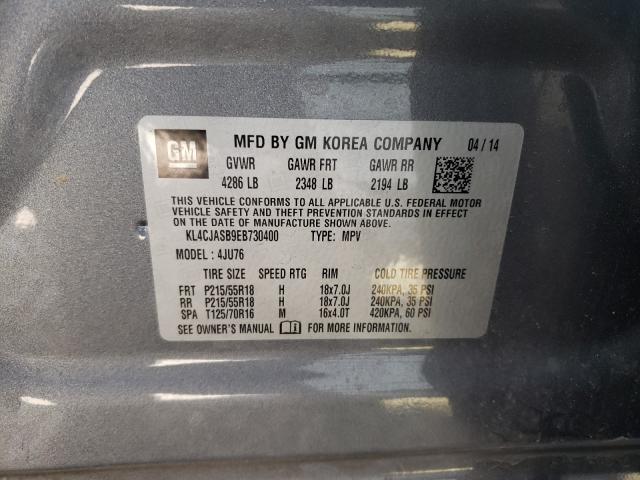 GM
MFD BY GM KOREA COMPANY 04 / 14
GVWR GAWR FRT GAWR RR
4286 LB 2348 LB 2194 LB
THIS VEHICLE CONFORMS TO ALL APPLICABLE U.S. FEDERAL MOTOR
VEHICLE SAFETY AND THEFT PREVENTION STANDARDS IN EFFECT
ON THE DATE OF MANUFACTURE SHOWN ABOVE.
KL4CJASB9EB730400 TYPE: MPV
MODEL : 4JU76
TIRE SIZE SPEED RTG RIM COLD TIRE PRESSURE
FRT P215/55R18 H 18x7.0J 240KPA, 35 PSI
RR P215/55R18 H 18x7.0J 240KPA, 35 PSI
SPA T125/70R16 M 16x4.0T 420KPA, 60 PSI
SEE OWNER'S MANUAL FOR MORE INFORMATION.